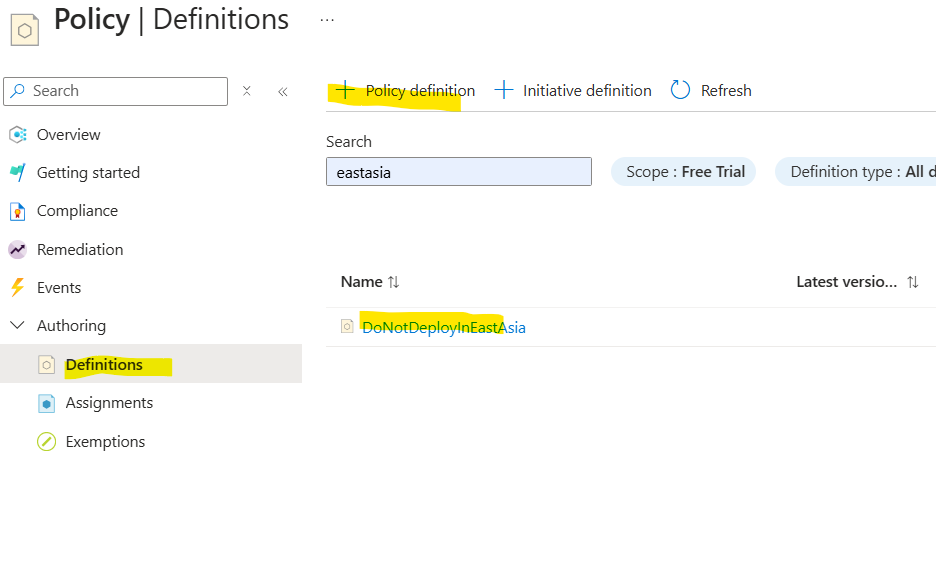 Policy | Definitions ...
Search
Overview
Getting started
Compliance
Remediation
Events
Authoring
Definitions
Assignments
Exemptions
Policy definition Initiative definition Refresh
Search
eastasia Scope : Free Trial Definition type : All d
Name Latest versio...
DoNotDeployInEastAsia